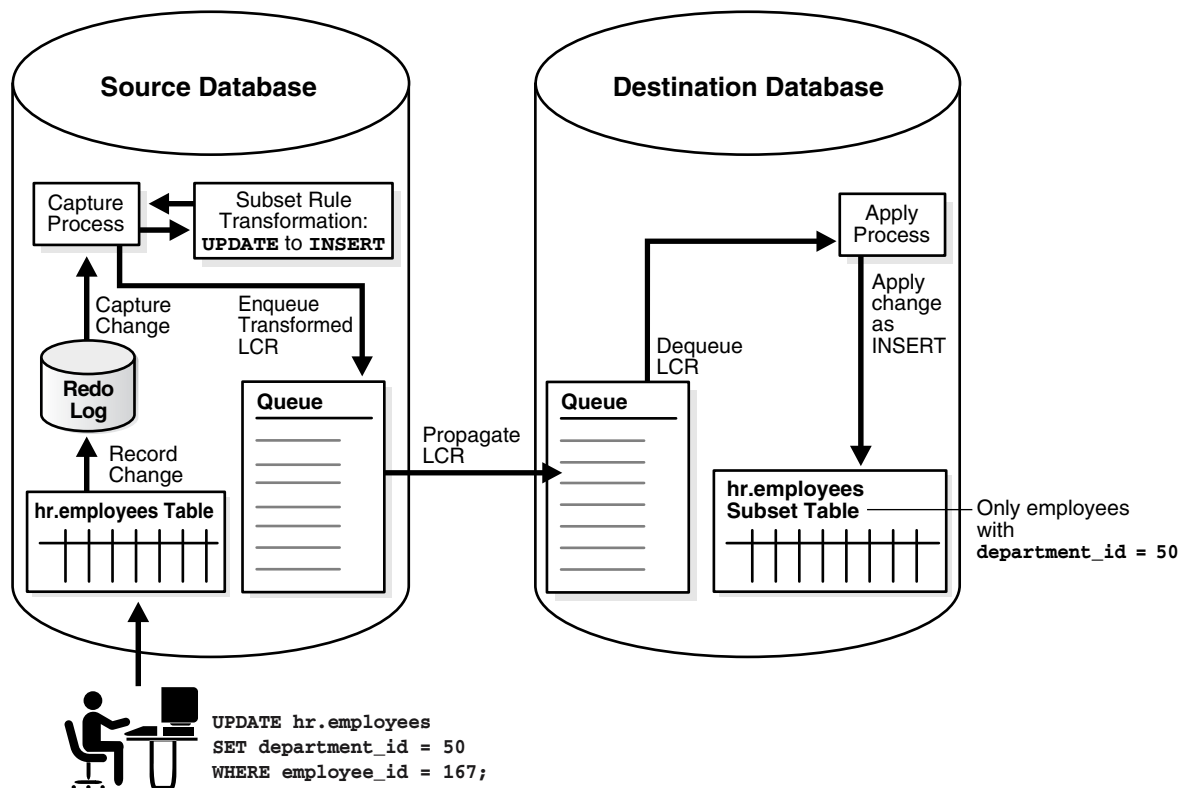 Source Database
Capture
Process
Subset Rule
Transformation:
UPDATE to INSERT
Capture
Change
Enqueue
Transformed
LCR
Redo
Log
Record
Change
hr.employees Table
Queue
Propagate
LCR
Destination Database
Apply
Process
Apply
change
as
INSERT
Dequeue
LCR
Queue
hr.employees
Subset Table
Only employees
with
department_id = 50
UPDATE hr.employees
SET department_id = 50
WHERE employee_id = 167;